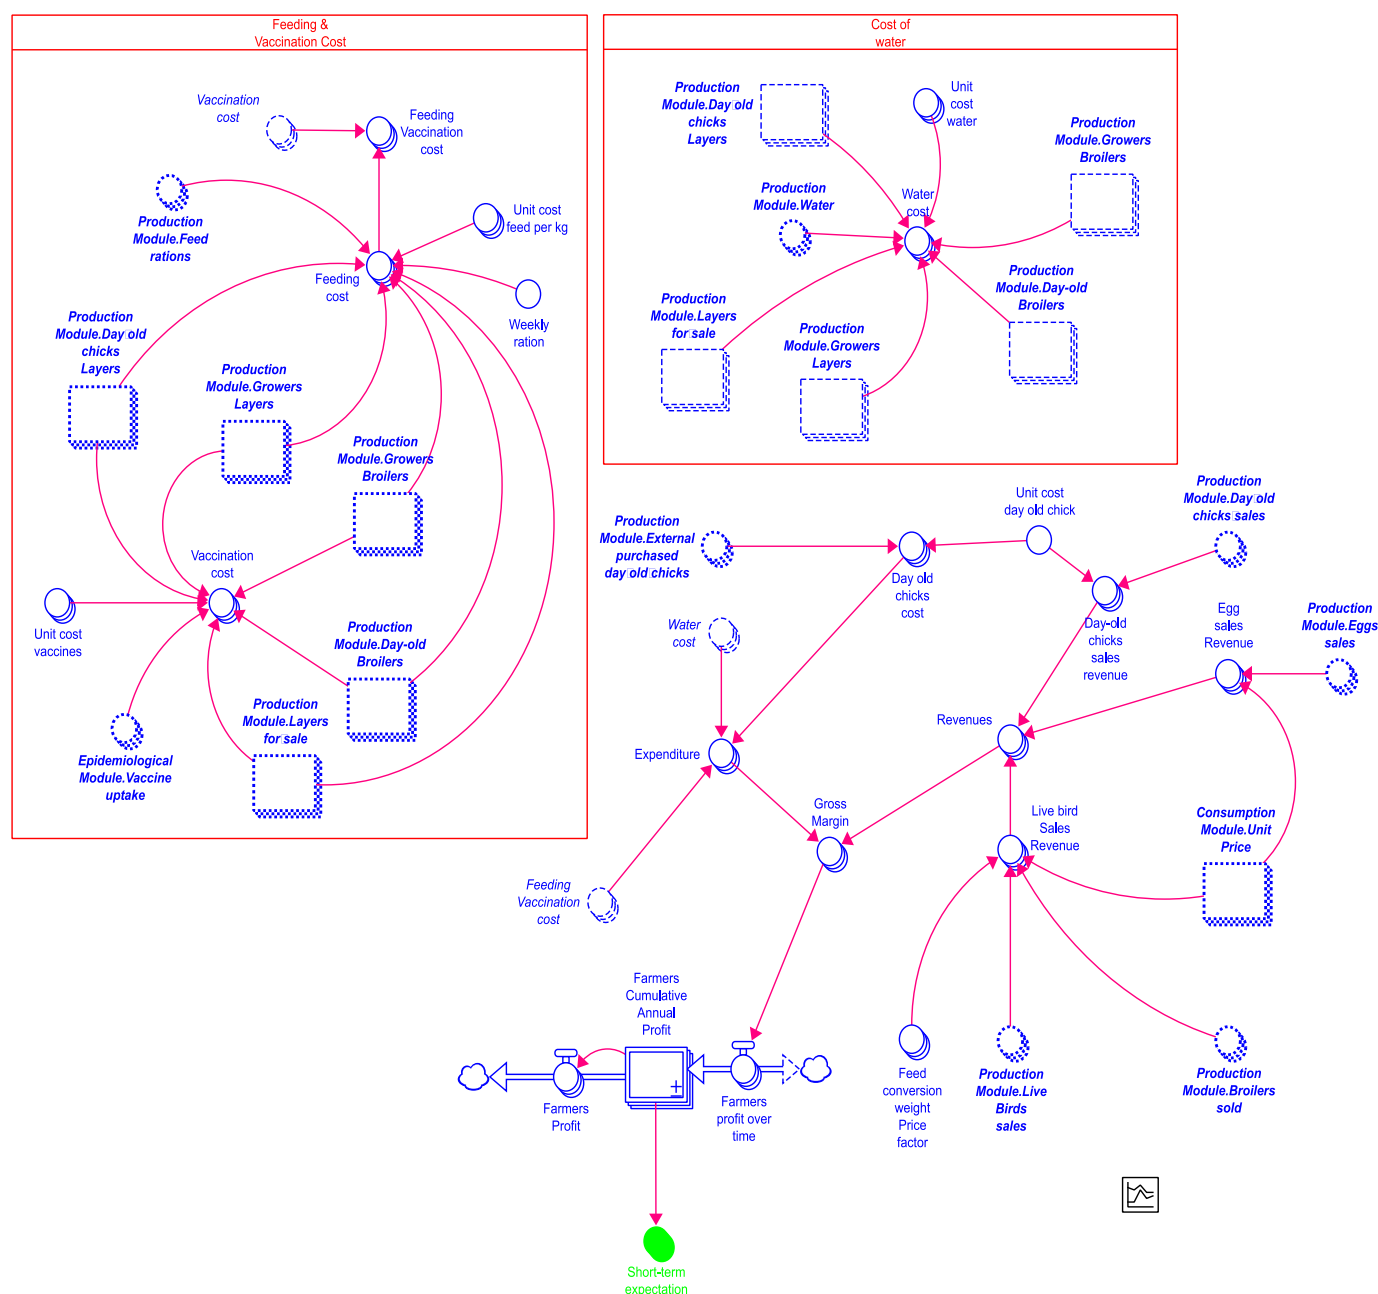 Feeding &
Vaccination Cost
Vaccination
cost
Feeding
Vaccination
cost
Production
Module.Feed
rations
Unit cost
feed per kg
Feeding
cost
Weekly
ration
Production
Module.Day old
chicks
Layers
Production
Module.Growers
Layers
Production
Module.Growers
Broilers
Vaccination
cost
Unit cost
vaccines
Production
Module.Day-old
Broilers
Production
Module.Layers
for sale
Epidemiological
Module.Vaccine
uptake
Cost of
water
Production
Module.Day old
chicks
Layers
Unit
cost
water
Production
Module.Growers
Broilers
Production
Module.Water
Water
cost
Production
Module.Day-old
Broilers
Production
Module.Layers
for sale
Production
Module.Growers
Layers
Production
Module.External
purchased
day old chicks
Unit cost
day old chick
Production
Module.Day old
chicks sales
Day old
chicks
cost
Day-old
chicks
sales
revenue
Egg
sales
Revenue
Production
Module.Eggs
sales
Water
cost
Expenditure
Revenues
Gross
Margin
Live bird
Sales
Revenue
Consumption
Module.Unit
Price
Feeding
Vaccination
cost
Farmers
Cumulative
Annual
Profit
Farmers
Profit
Farmers
profit over
time
Feed
conversion
weight
Price
factor
Production
Module.Live
Birds
sales
Production
Module.Broilers
sold
Short-term
expectation